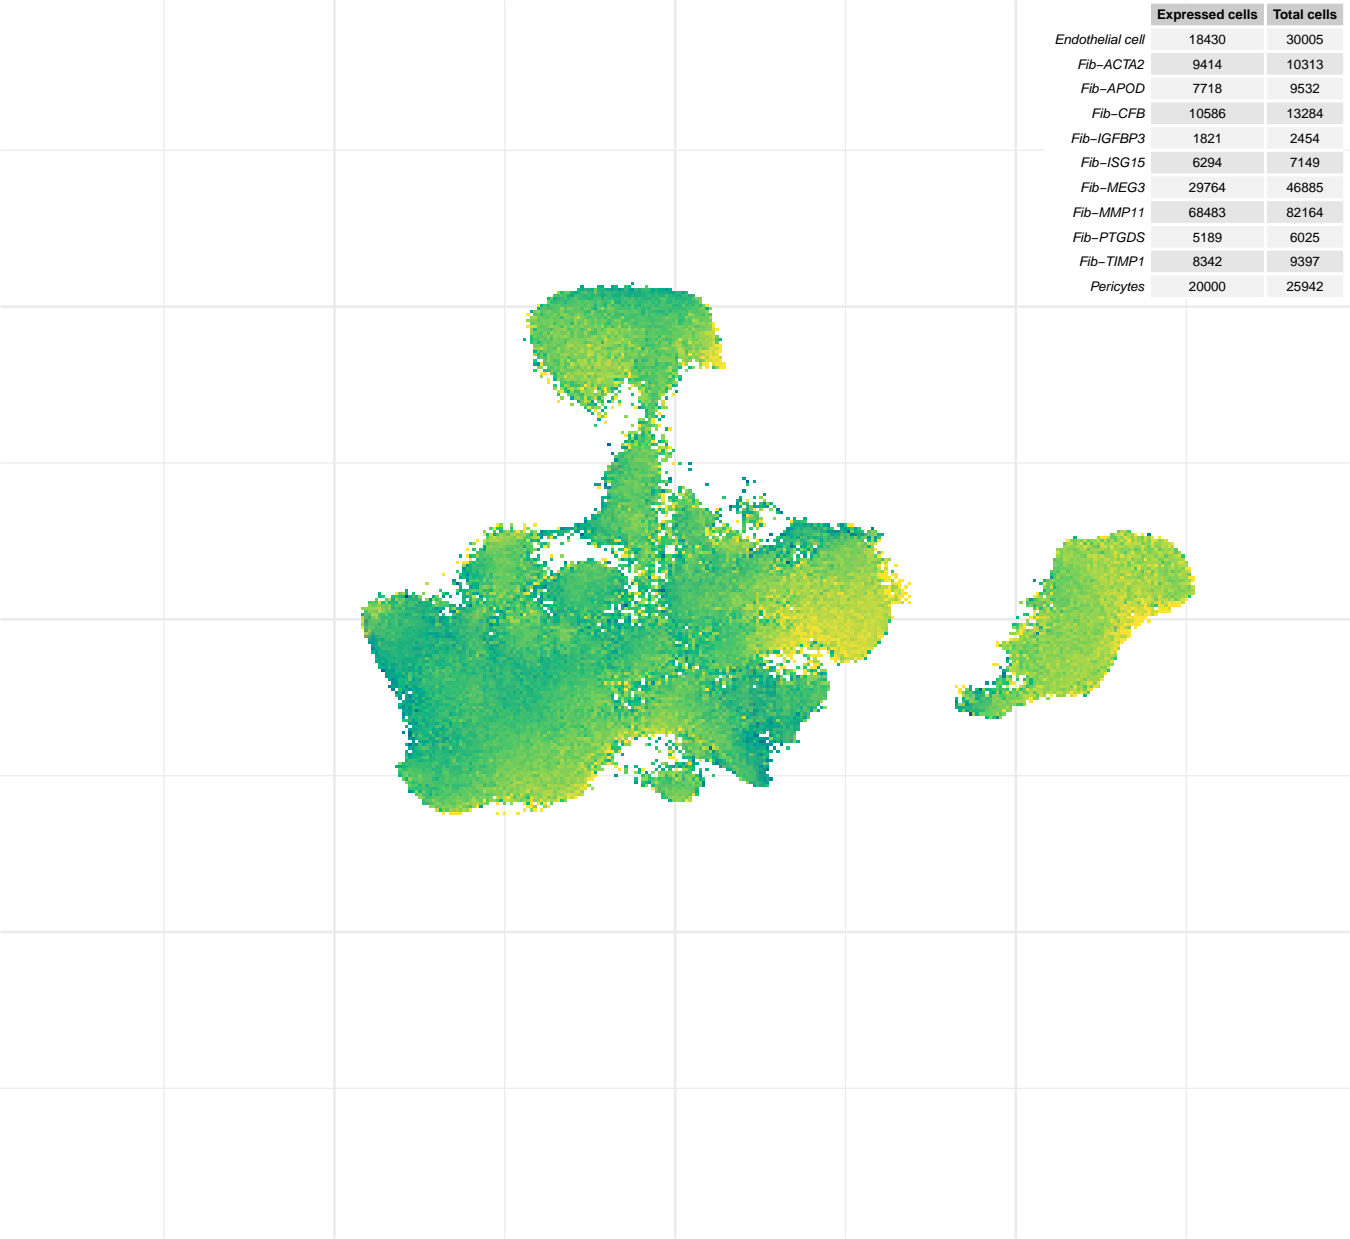 Expressed cells Total cells
Endothelial cell 18430 30005
Fib−ACTA2 9414 10313
Fib−APOD 7718 9532
Fib−CFB 10586 13284
Fib−IGFBP3 1821 2454
Fib−ISG15 6294 7149
Fib−MEG3 29764 46885
Fib−MMP11 68483 82164
Fib−PTGDS 5189 6025
Fib−TIMP1 8342 9397
Pericytes 20000 25942